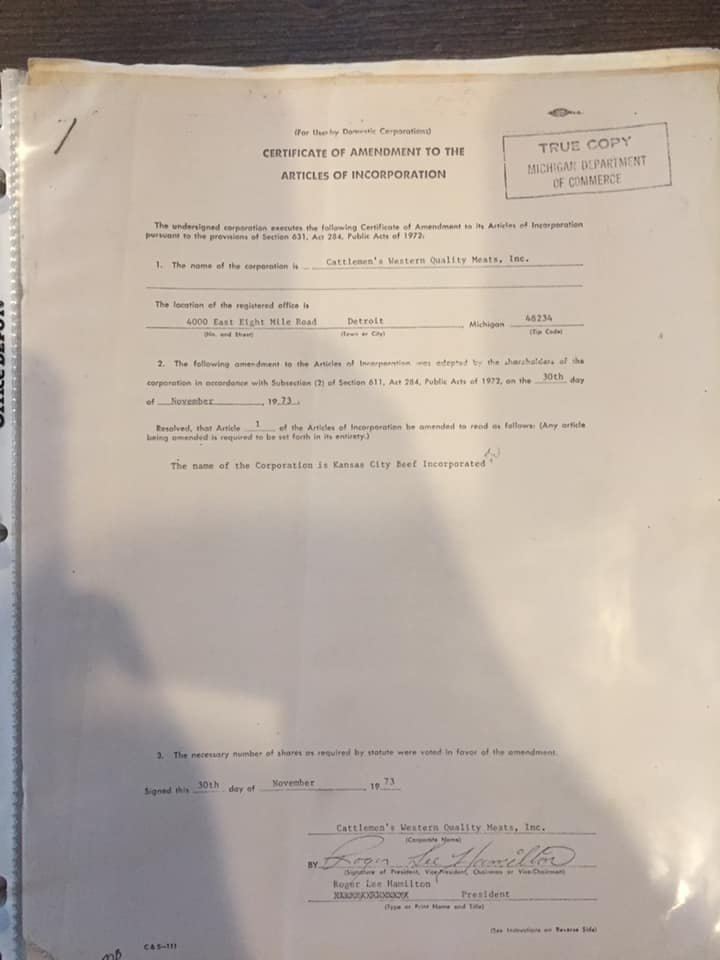 1
(For Use by Domestic Corporations)
CERTIFICATE OF AMENDMENT TO THE
ARTICLES OF INCORPORATION
TRUE COPY
MICHIGAN DEPARTMENT
OF COMMERCE
The undersigned corporation executes the following Certificate of Amendment to its Articles of Incorporation
pursuant to the provisions of Section 631, Act 284, Public Acts of 1972:
1. The name of the corporation is Cattlemen's Western Quality Meats, Inc.
The location of the registered office is
4000 East Eight Mile Road Detroit Michigan 48234
(No. and Street) (Town or City) (Zip Code)
2. The following amendment to the Articles of Incorporation was adopted by the shareholders of the
corporation in accordance with Subsection (2) of Section 611, Act 284, Public Acts of 1972, on the 30th day
of November, 19 73.
Resolved, that Article 1 of the Articles of Incorporation be amended to read as follows: (Any article
being amended is required to be set forth in its entirety.)
The name of the Corporation is Kansas City Beef Incorporated
3. The necessary number of shares as required by statute were voted in favor of the amendment.
Signed this 30th day of November, 19 73
Cattlemen's Western Quality Meats, Inc.
(Corporate Name)
BY Roger Lee Hamilton
(Signature of President, Vice-President, Chairman or Vice-Chairman)
Roger Lee Hamilton
President
(Type or Print Name and Title)
(See Instructions on Reverse Side)
C&S-111